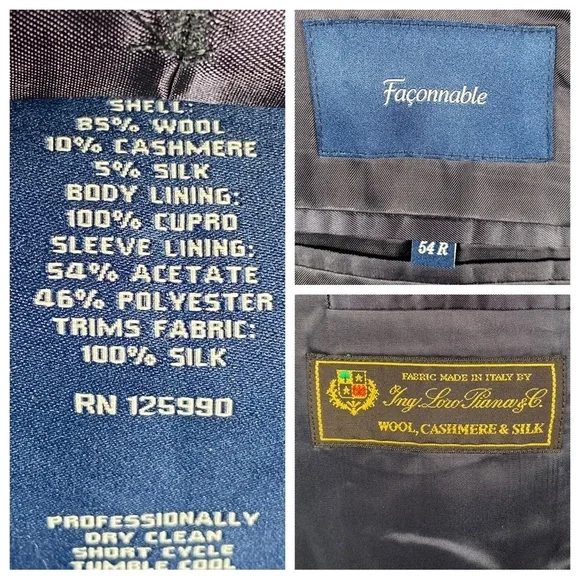 SHELL:
85% WOOL
10% CASHMERE
5% SILK
BODY LINING:
100% CUPRO
SLEEVE LINING:
54% ACETATE
46% POLYESTER
TRIMS FABRIC:
100% SILK
RN 125990
PROFESSIONALLY
DRY CLEAN
SHORT CYCLE
TUMBLE COOL
Façonnable
54 R
FABRIC MADE IN ITALY BY
Ing. Loro Piana & C.
WOOL, CASHMERE & SILK